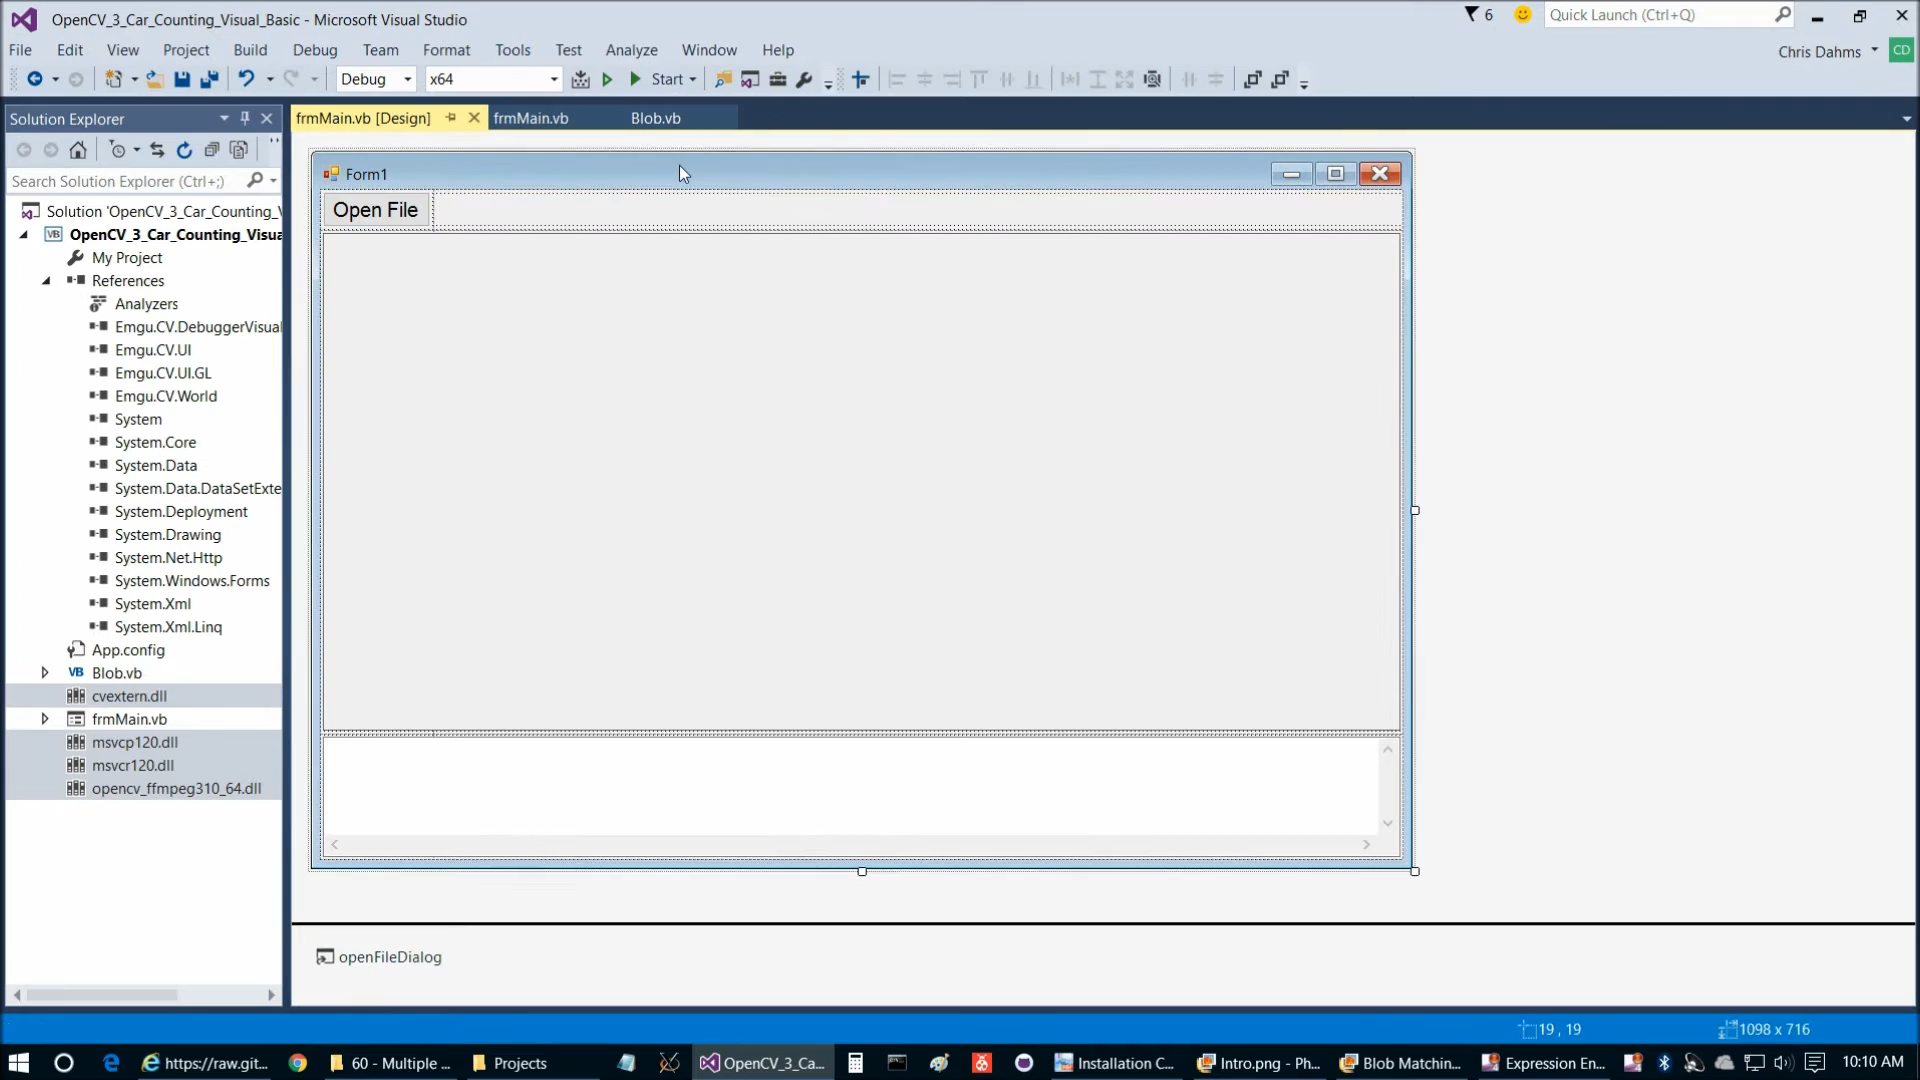 OpenCV_3_Car_Counting_Visual_Basic - Microsoft Visual Studio
6
Quick Launch (Ctrl+Q)
File Edit View Project Build Debug Team Format Tools Test Analyze Window Help
Chris Dahms CD
Debug x64 Start
Solution Explorer
frmMain.vb [Design] frmMain.vb Blob.vb
Search Solution Explorer (Ctrl+;)
Solution 'OpenCV_3_Car_Counting_V
VB OpenCV_3_Car_Counting_Visua
My Project
References
Analyzers
Emgu.CV.DebuggerVisual
Emgu.CV.UI
Emgu.CV.UI.GL
Emgu.CV.World
System
System.Core
System.Data
System.Data.DataSetExte
System.Deployment
System.Drawing
System.Net.Http
System.Windows.Forms
System.Xml
System.Xml.Linq
App.config
VB Blob.vb
cvextern.dll
frmMain.vb
msvcp120.dll
msvcr120.dll
opencv_ffmpeg310_64.dll
Form1
Open File
openFileDialog
19 , 19
1098 x 716
https://raw.git...
60 - Multiple ...
Projects
OpenCV_3_Ca...
Installation C...
Intro.png - Ph...
Blob Matchin...
Expression En...
10:10 AM